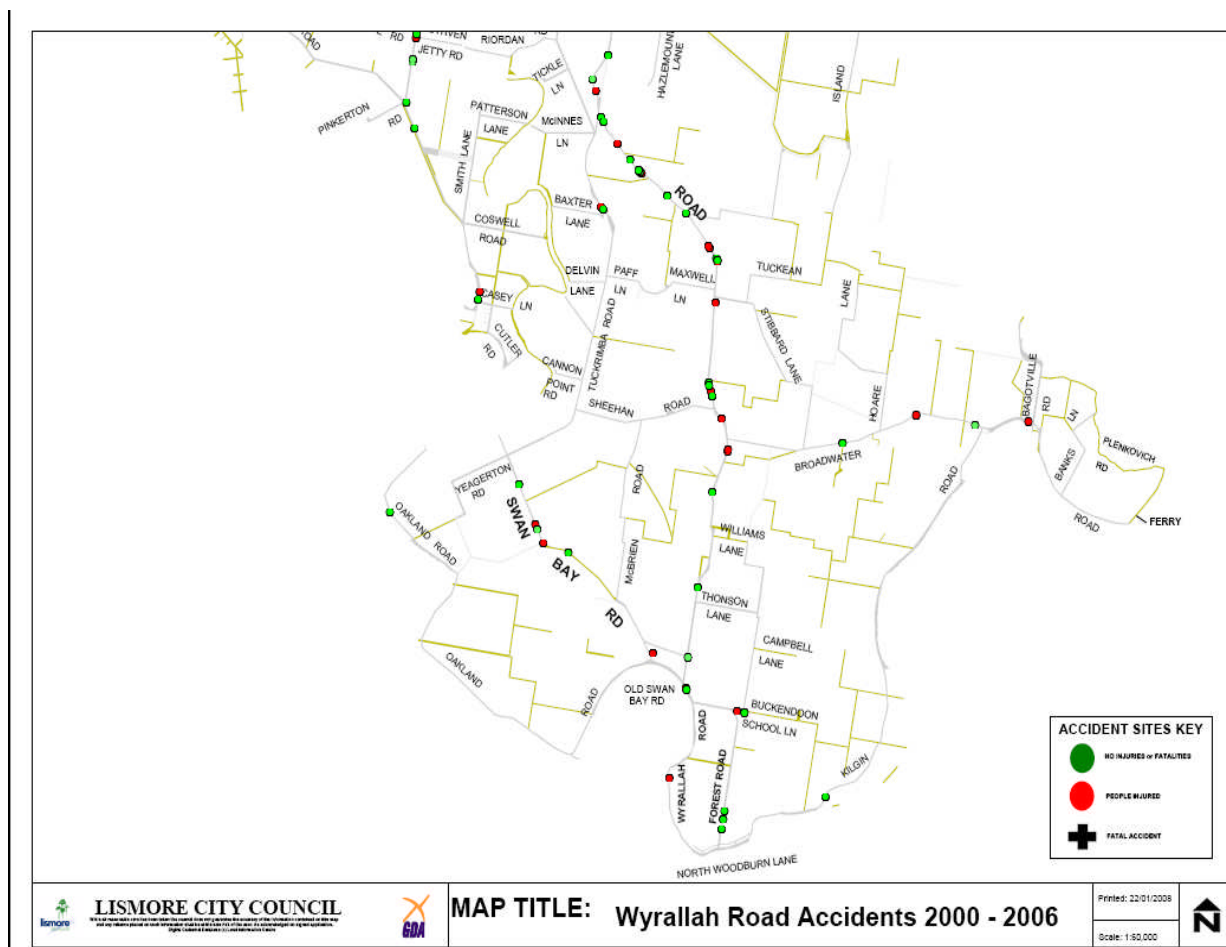 RD
RIORDAN
RD
JETTY RD
ROAD
TICKLE
LN
HAZLEMOUNT
LANE
ISLAND
PINKERTON
RD
PATTERSON
LANE
McINNES
LN
SMITH LANE
BAXTER
LANE
ROAD
COSWELL
ROAD
DELVIN
LANE
PAFF
LN
MAXWELL
LN
TUCKEAN
LANE
CASEY
LN
CUTLER
RD
TUCKRIMBA ROAD
STIBBARD LANE
CANNON
POINT
RD
SHEEHAN
ROAD
HOARE
BAGOTVILLE
RD
LN
PLENKOVICH
RD
BANKS
ROAD
FERRY
BROADWATER
ROAD
YEAGERTON
RD
SWAN
BAY
RD
OAKLAND
ROAD
ROAD
McBRIEN
WILLIAMS
LANE
THONSON
LANE
CAMPBELL
LANE
OAKLAND
ROAD
OLD SWAN
BAY RD
BUCKENDOON
SCHOOL LN
ROAD
WYRALLAH
FOREST ROAD
KILGIN
NORTH WOODBURN LANE
ACCIDENT SITES KEY
NO INJURIES or FATALITIES
PEOPLE INJURED
FATAL ACCIDENT
lismore
LISMORE CITY COUNCIL
GDA
MAP TITLE: Wyrallah Road Accidents 2000 - 2006
Printed: 22/01/2008
Scale: 1:50,000
N